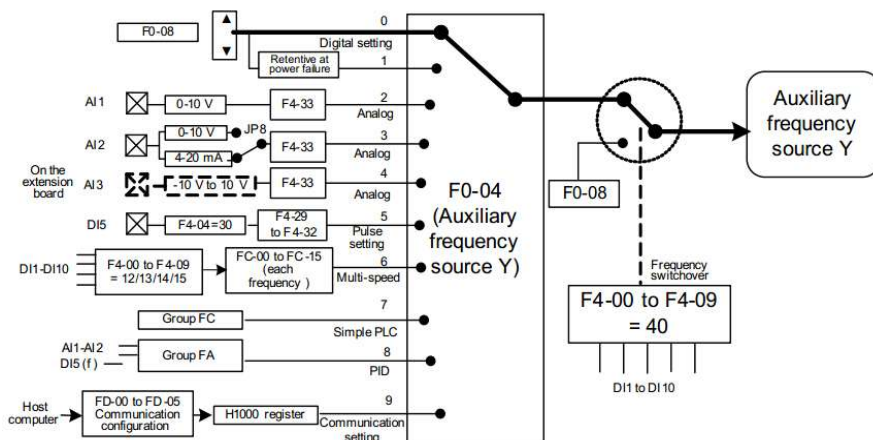 F0-08
0
Digital setting
Retentive at
power failure
1
AI1
0-10 V
F4-33
2
Analog
AI2
0-10 V
JP8
4-20 mA
F4-33
3
Analog
On the
extension
board
AI3
-10 V to 10 V
F4-33
4
Analog
DI5
F4-04=30
F4-29
to F4-32
5
Pulse
setting
DI1-DI10
F4-00 to F4-09
= 12/13/14/15
FC-00 to FC-15
(each
frequency )
6
Multi-speed
Group FC
7
Simple PLC
AI1-AI2
DI5 (f)
Group FA
8
PID
Host
computer
FD-00 to FD-05
Communication
configuration
H1000 register
9
Communication
setting
F0-04
(Auxiliary
frequency
source Y)
F0-08
Auxiliary
frequency
source Y
Frequency
switchover
F4-00 to F4-09
= 40
DI1 to DI10